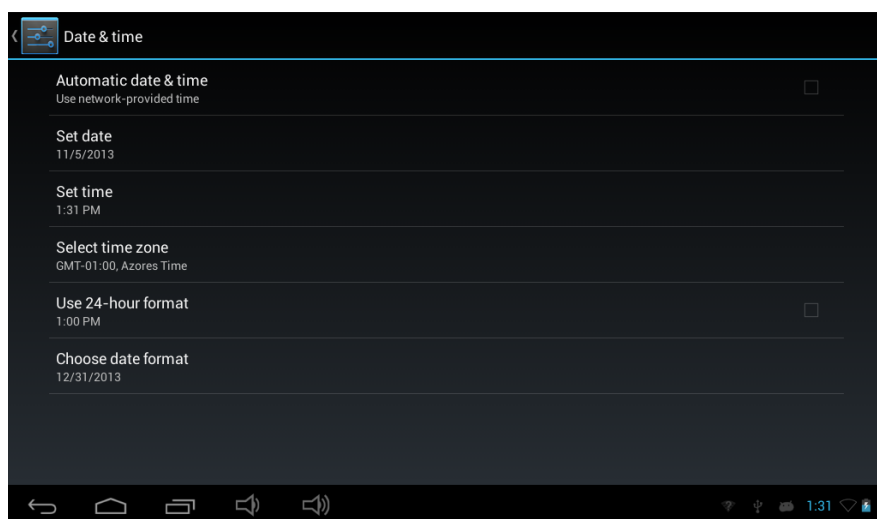 Date & time
Automatic date & time
Use network-provided time
Set date
11/5/2013
Set time
1:31 PM
Select time zone
GMT-01:00, Azores Time
Use 24-hour format
1:00 PM
Choose date format
12/31/2013
1:31